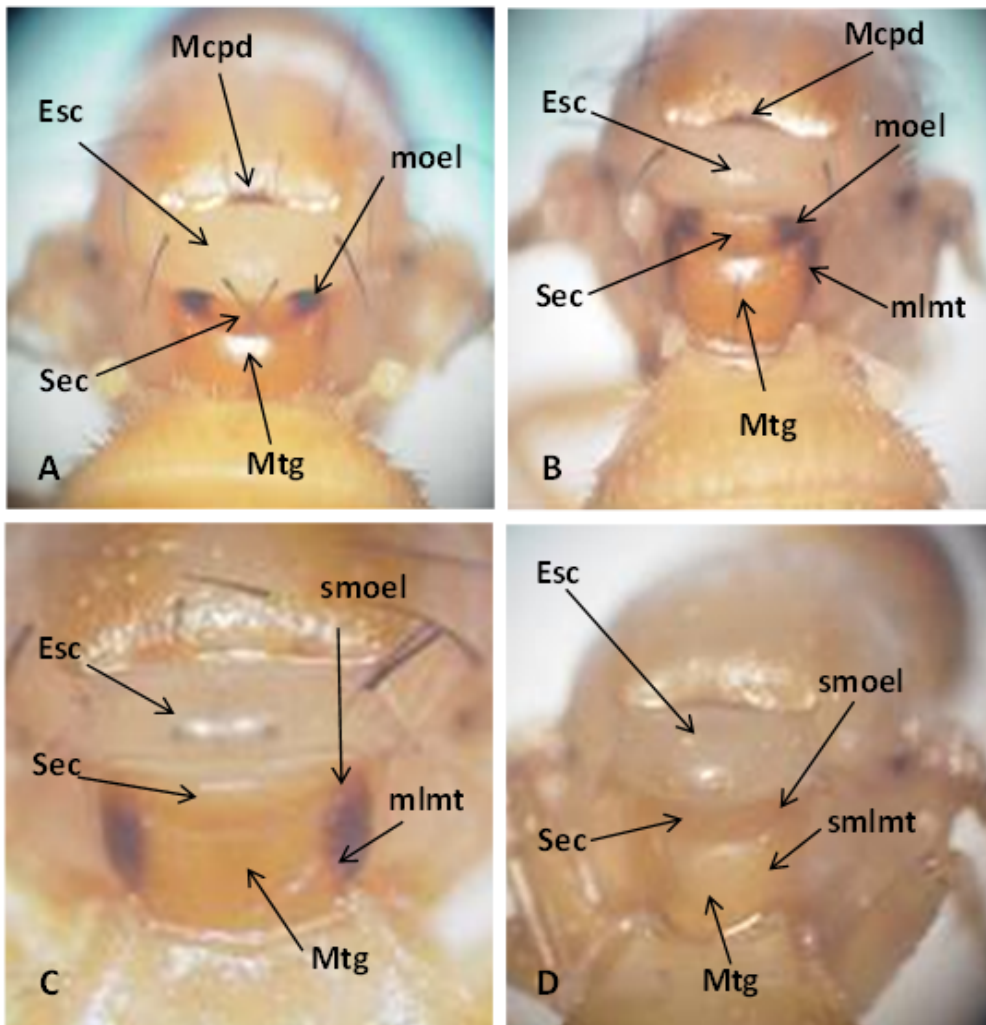 Mcpd
Esc
moel
Sec
Mtg
A
Mcpd
Esc
moel
Sec
mlmt
Mtg
B
smoel
Esc
Sec
mlmt
Mtg
C
Esc
smoel
Sec
smlmt
Mtg
D